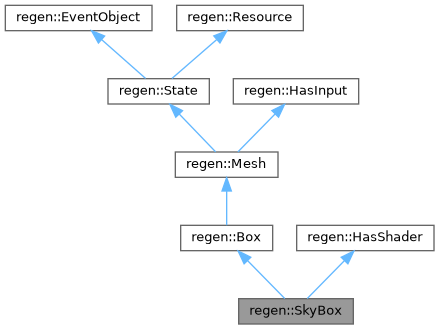 regen::EventObject
regen::Resource
regen::State
regen::HasInput
regen::Mesh
regen::Box
regen::HasShader
regen::SkyBox